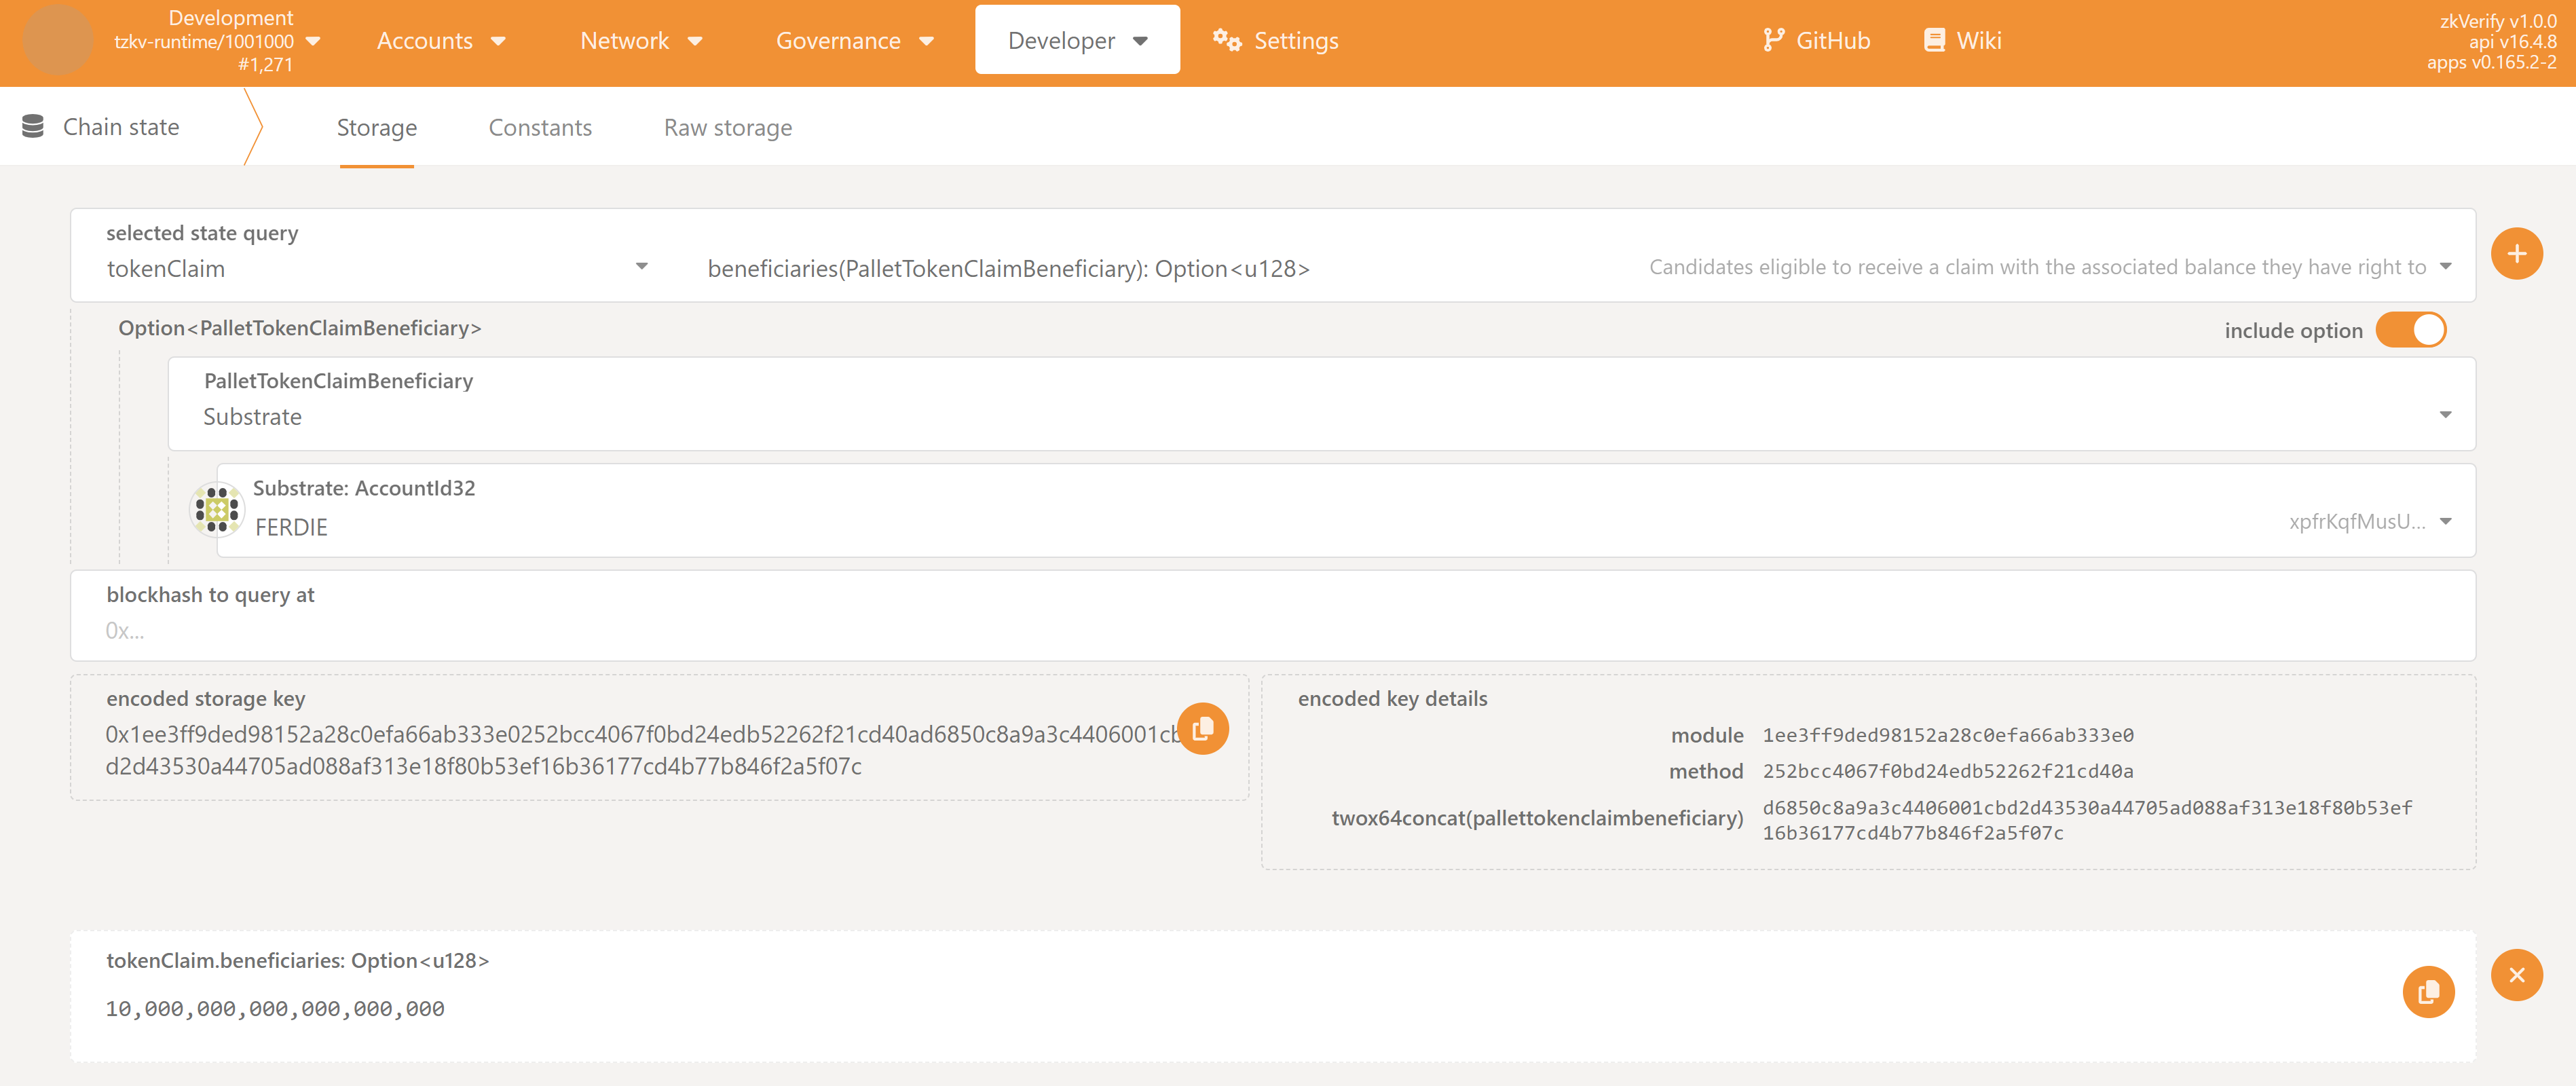 Development
tzkv-runtime/1001000
#1,271
Accounts
Network
Governance
Developer
Settings
GitHub
Wiki
zkVerify v1.0.0
api v16.4.8
apps v0.165.2-2
Chain state
Storage
Constants
Raw storage
selected state query
tokenClaim
beneficiaries(PalletTokenClaimBeneficiary): Option<u128>
Candidates eligible to receive a claim with the associated balance they have right to
Option<PalletTokenClaimBeneficiary>
include option
PalletTokenClaimBeneficiary
Substrate
Substrate: AccountId32
FERDIE
xpfrKqfMusU...
blockhash to query at
0x...
encoded storage key
0x1ee3ff9ded98152a28c0efa66ab333e0252bcc4067f0bd24edb52262f21cd40ad6850c8a9a3c4406001cb
d2d43530a44705ad088af313e18f80b53ef16b36177cd4b77b846f2a5f07c
encoded key details
module 1ee3ff9ded98152a28c0efa66ab333e0
method 252bcc4067f0bd24edb52262f21cd40a
twox64concat(pallettokenclaimbeneficiary) d6850c8a9a3c4406001cbd2d43530a44705ad088af313e18f80b53ef
16b36177cd4b77b846f2a5f07c
tokenClaim.beneficiaries: Option<u128>
10,000,000,000,000,000,000